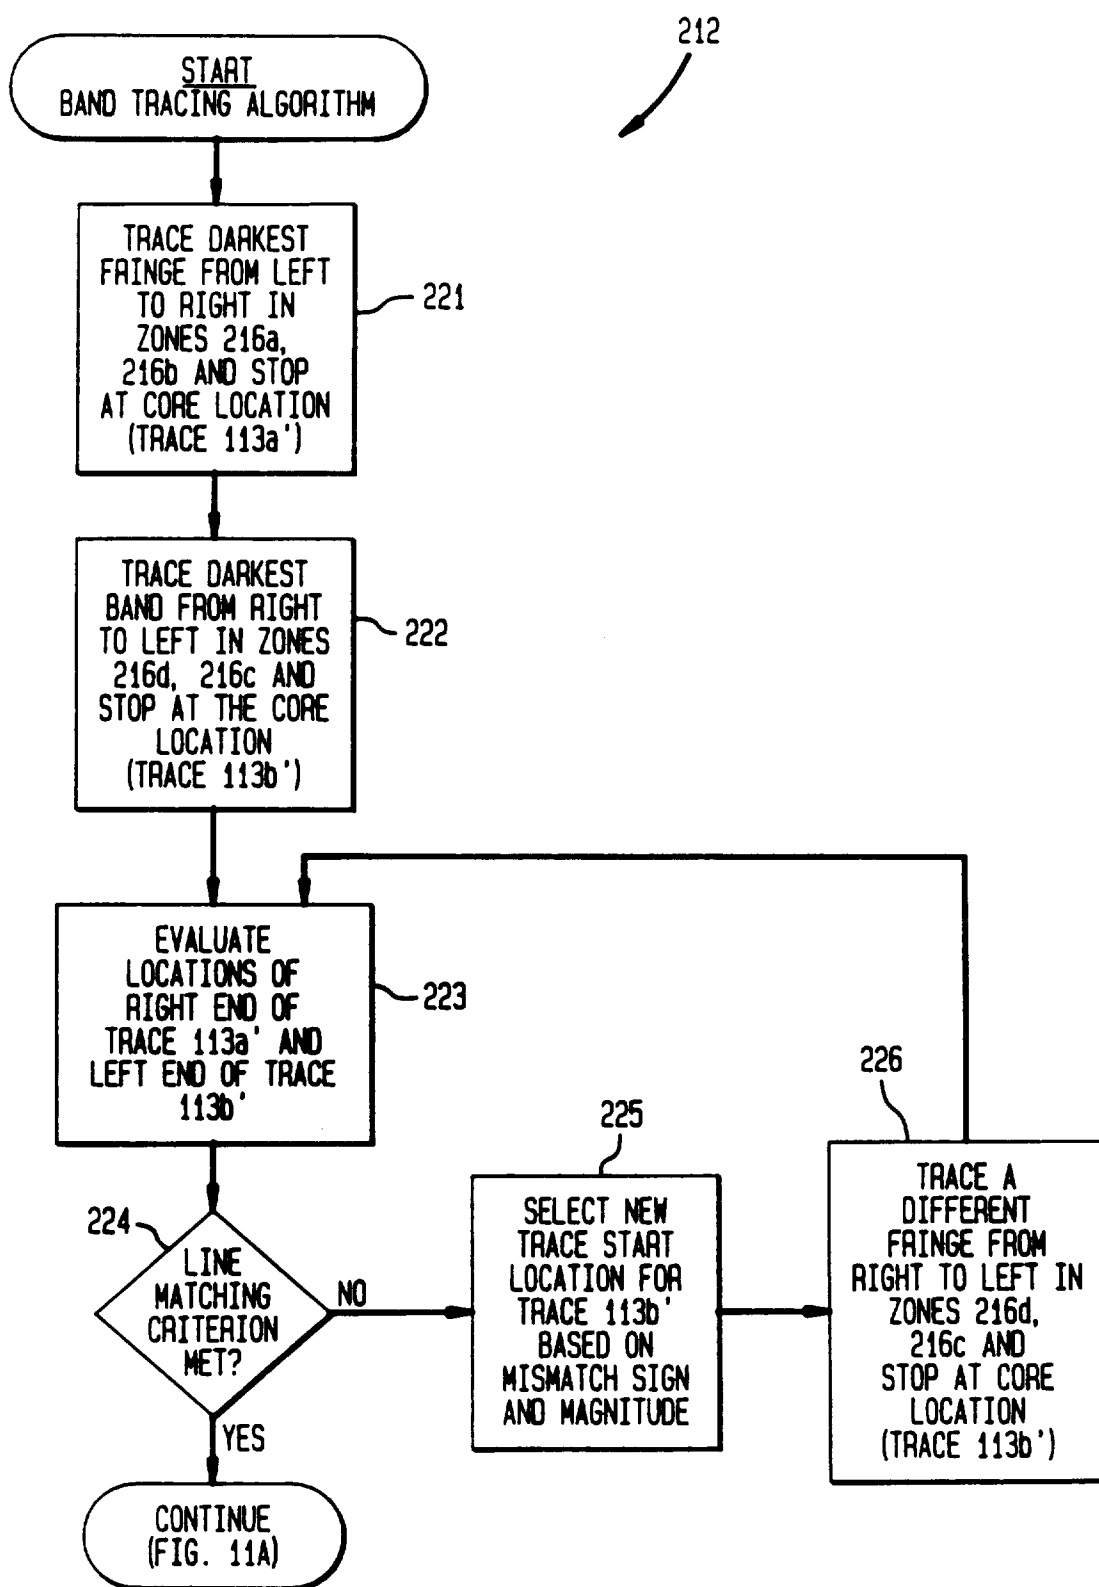 212
START
BAND TRACING ALGORITHM
TRACE DARKEST
FRINGE FROM LEFT
TO RIGHT IN
ZONES 216a,
216b AND STOP
AT CORE LOCATION
(TRACE 113a')
221
TRACE DARKEST
BAND FROM RIGHT
TO LEFT IN ZONES
216d, 216c AND
STOP AT THE CORE
LOCATION
(TRACE 113b')
222
EVALUATE
LOCATIONS OF
RIGHT END OF
TRACE 113a' AND
LEFT END OF TRACE
113b'
223
224
LINE
MATCHING
CRITERION
MET?
NO
YES
225
SELECT NEW
TRACE START
LOCATION FOR
TRACE 113b'
BASED ON
MISMATCH SIGN
AND MAGNITUDE
226
TRACE A
DIFFERENT
FRINGE FROM
RIGHT TO LEFT IN
ZONES 216d,
216c AND
STOP AT CORE
LOCATION
(TRACE 113b')
CONTINUE
(FIG. 11A)